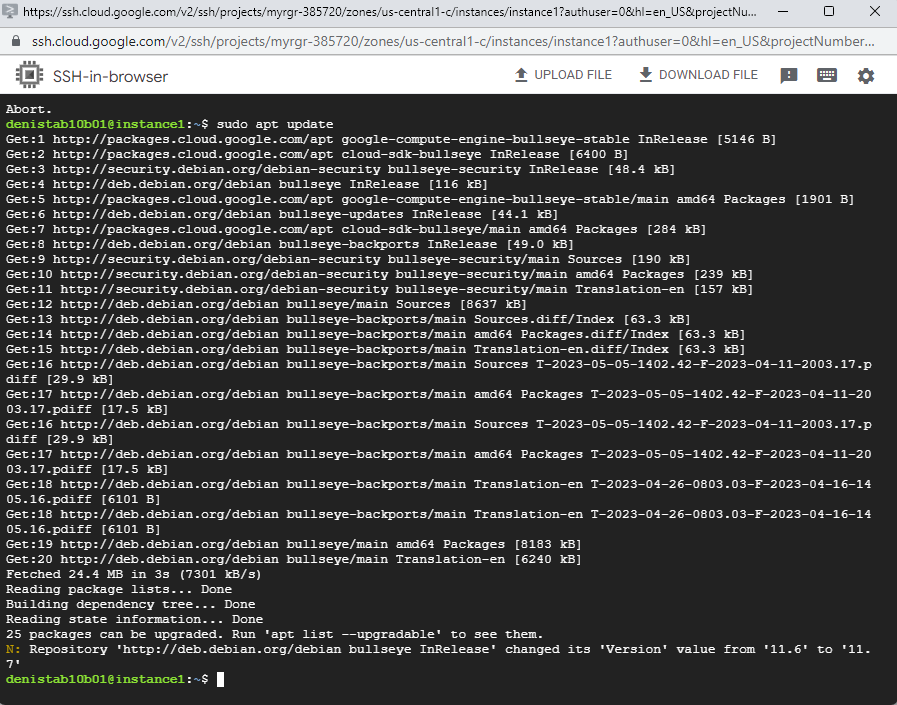 https://ssh.cloud.google.com/v2/ssh/projects/myrgr-385720/zones/us-central1-c/instances/instance1?authuser=0&hl=en_US&projectNu...
ssh.cloud.google.com/v2/ssh/projects/myrgr-385720/zones/us-central1-c/instances/instance1?authuser=0&hl=en_US&projectNumber...
SSH-in-browser UPLOAD FILE DOWNLOAD FILE
Abort.
denistab10b01@instance1:~$ sudo apt update
Get:1 http://packages.cloud.google.com/apt google-compute-engine-bullseye-stable InRelease [5146 B]
Get:2 http://packages.cloud.google.com/apt cloud-sdk-bullseye InRelease [6400 B]
Get:3 http://security.debian.org/debian-security bullseye-security InRelease [48.4 kB]
Get:4 http://deb.debian.org/debian bullseye InRelease [116 kB]
Get:5 http://packages.cloud.google.com/apt google-compute-engine-bullseye-stable/main amd64 Packages [1901 B]
Get:6 http://deb.debian.org/debian bullseye-updates InRelease [44.1 kB]
Get:7 http://packages.cloud.google.com/apt cloud-sdk-bullseye/main amd64 Packages [284 kB]
Get:8 http://deb.debian.org/debian bullseye-backports InRelease [49.0 kB]
Get:9 http://security.debian.org/debian-security bullseye-security/main Sources [190 kB]
Get:10 http://security.debian.org/debian-security bullseye-security/main amd64 Packages [239 kB]
Get:11 http://security.debian.org/debian-security bullseye-security/main Translation-en [157 kB]
Get:12 http://deb.debian.org/debian bullseye/main Sources [8637 kB]
Get:13 http://deb.debian.org/debian bullseye-backports/main Sources.diff/Index [63.3 kB]
Get:14 http://deb.debian.org/debian bullseye-backports/main amd64 Packages.diff/Index [63.3 kB]
Get:15 http://deb.debian.org/debian bullseye-backports/main Translation-en.diff/Index [63.3 kB]
Get:16 http://deb.debian.org/debian bullseye-backports/main Sources T-2023-05-05-1402.42-F-2023-04-11-2003.17.p
diff [29.9 kB]
Get:17 http://deb.debian.org/debian bullseye-backports/main amd64 Packages T-2023-05-05-1402.42-F-2023-04-11-20
03.17.pdiff [17.5 kB]
Get:16 http://deb.debian.org/debian bullseye-backports/main Sources T-2023-05-05-1402.42-F-2023-04-11-2003.17.p
diff [29.9 kB]
Get:17 http://deb.debian.org/debian bullseye-backports/main amd64 Packages T-2023-05-05-1402.42-F-2023-04-11-20
03.17.pdiff [17.5 kB]
Get:18 http://deb.debian.org/debian bullseye-backports/main Translation-en T-2023-04-26-0803.03-F-2023-04-16-14
05.16.pdiff [6101 B]
Get:18 http://deb.debian.org/debian bullseye-backports/main Translation-en T-2023-04-26-0803.03-F-2023-04-16-14
05.16.pdiff [6101 B]
Get:19 http://deb.debian.org/debian bullseye/main amd64 Packages [8183 kB]
Get:20 http://deb.debian.org/debian bullseye/main Translation-en [6240 kB]
Fetched 24.4 MB in 3s (7301 kB/s)
Reading package lists... Done
Building dependency tree... Done
Reading state information... Done
25 packages can be upgraded. Run 'apt list --upgradable' to see them.
N: Repository 'http://deb.debian.org/debian bullseye InRelease' changed its 'Version' value from '11.6' to '11.
7'
denistab10b01@instance1:~$